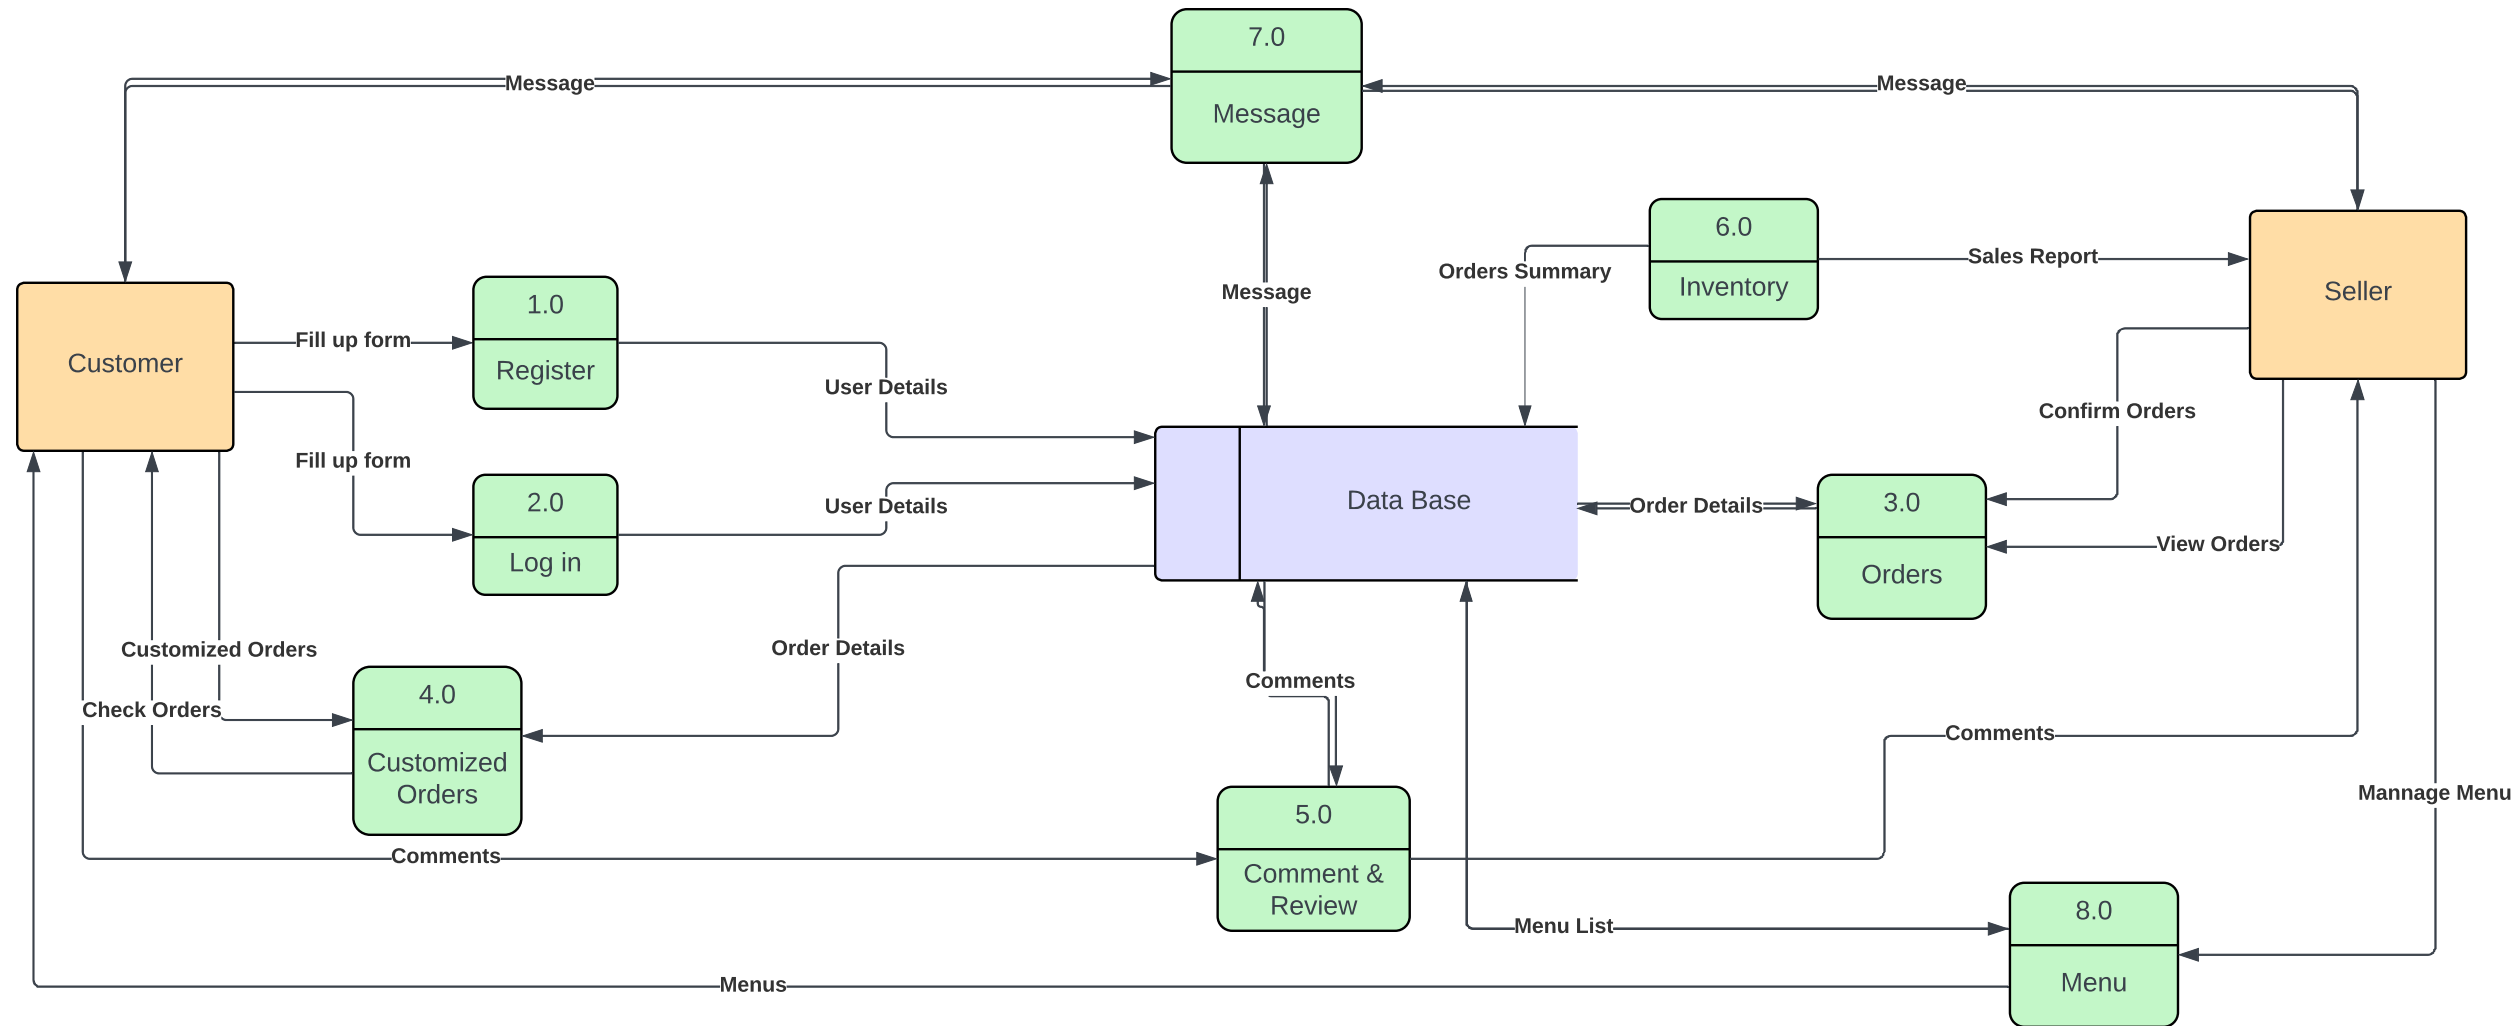 7.0
Message
Message
Message
6.0
Inventory
Orders Summary
Sales Report
Seller
Message
1.0
Register
Customer
Fill up form
User Details
Confirm Orders
Fill up form
2.0
Log in
User Details
Data Base
Order Details
3.0
Orders
View Orders
Customized Orders
Order Details
Check Orders
4.0
Customized
Orders
Comments
Comments
Mannage Menu
5.0
Comment &
Review
Comments
8.0
Menu
Menu List
Menus